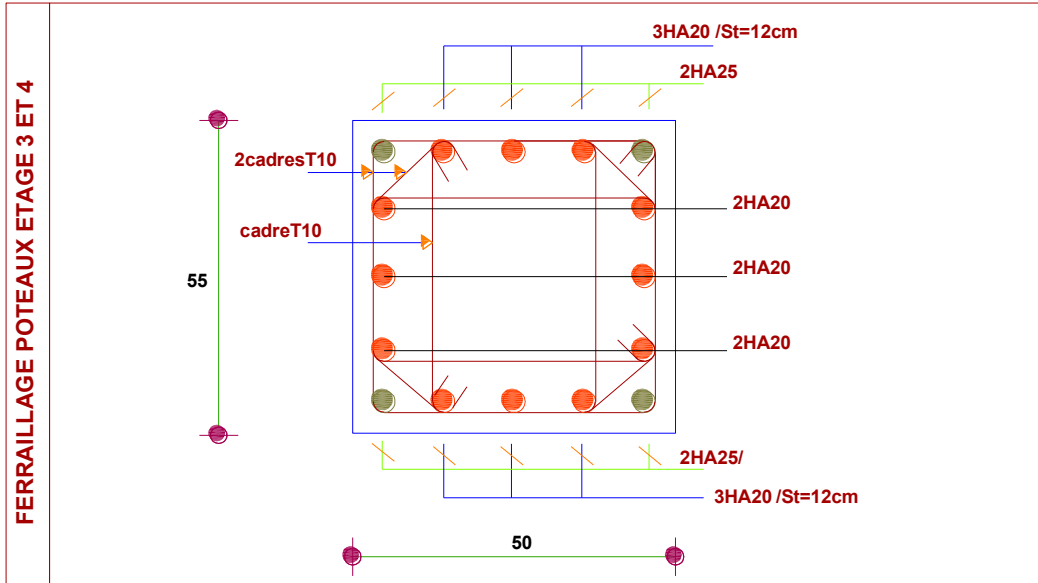 FERRAILLAGE POTEAUX ETAGE 3 ET 4
3HA20 /St=12cm
2HA25
2cadresT10
2HA20
cadreT10
2HA20
55
2HA20
2HA25/
3HA20 /St=12cm
50